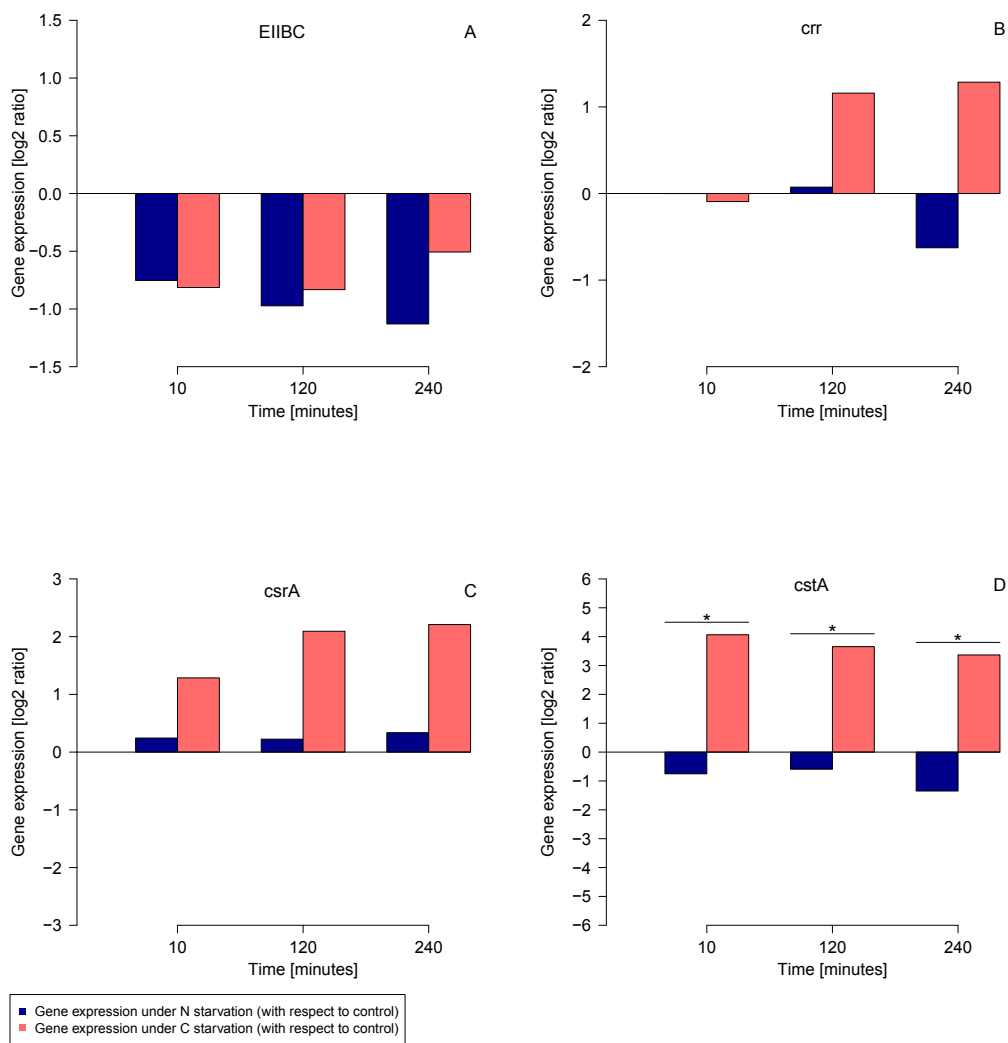 EIIBC A
Gene expression [log2 ratio]
1.5
1.0
0.5
0.0
−0.5
−1.0
−1.5
10 120 240
Time [minutes]
crr B
Gene expression [log2 ratio]
2
1
0
−1
−2
10 120 240
Time [minutes]
csrA C
Gene expression [log2 ratio]
3
2
1
0
−1
−2
−3
10 120 240
Time [minutes]
cstA D
Gene expression [log2 ratio]
6
5
4
3
2
1
0
−1
−2
−3
−4
−5
−6
* * *
10 120 240
Time [minutes]
Gene expression under N starvation (with respect to control)
Gene expression under C starvation (with respect to control)